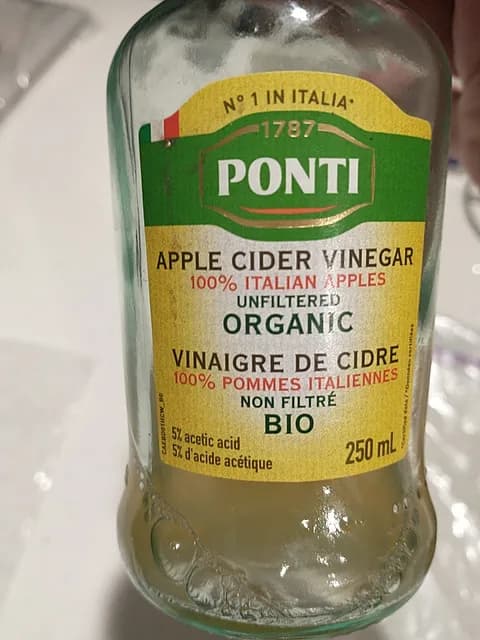 N° 1 IN ITALIA*
1787
PONTI
APPLE CIDER VINEGAR
100% ITALIAN APPLES
UNFILTERED
ORGANIC
VINAIGRE DE CIDRE
100% POMMES ITALIENNES
NON FILTRÉ
BIO
5% acetic acid
5% d'acide acétique
250 mL